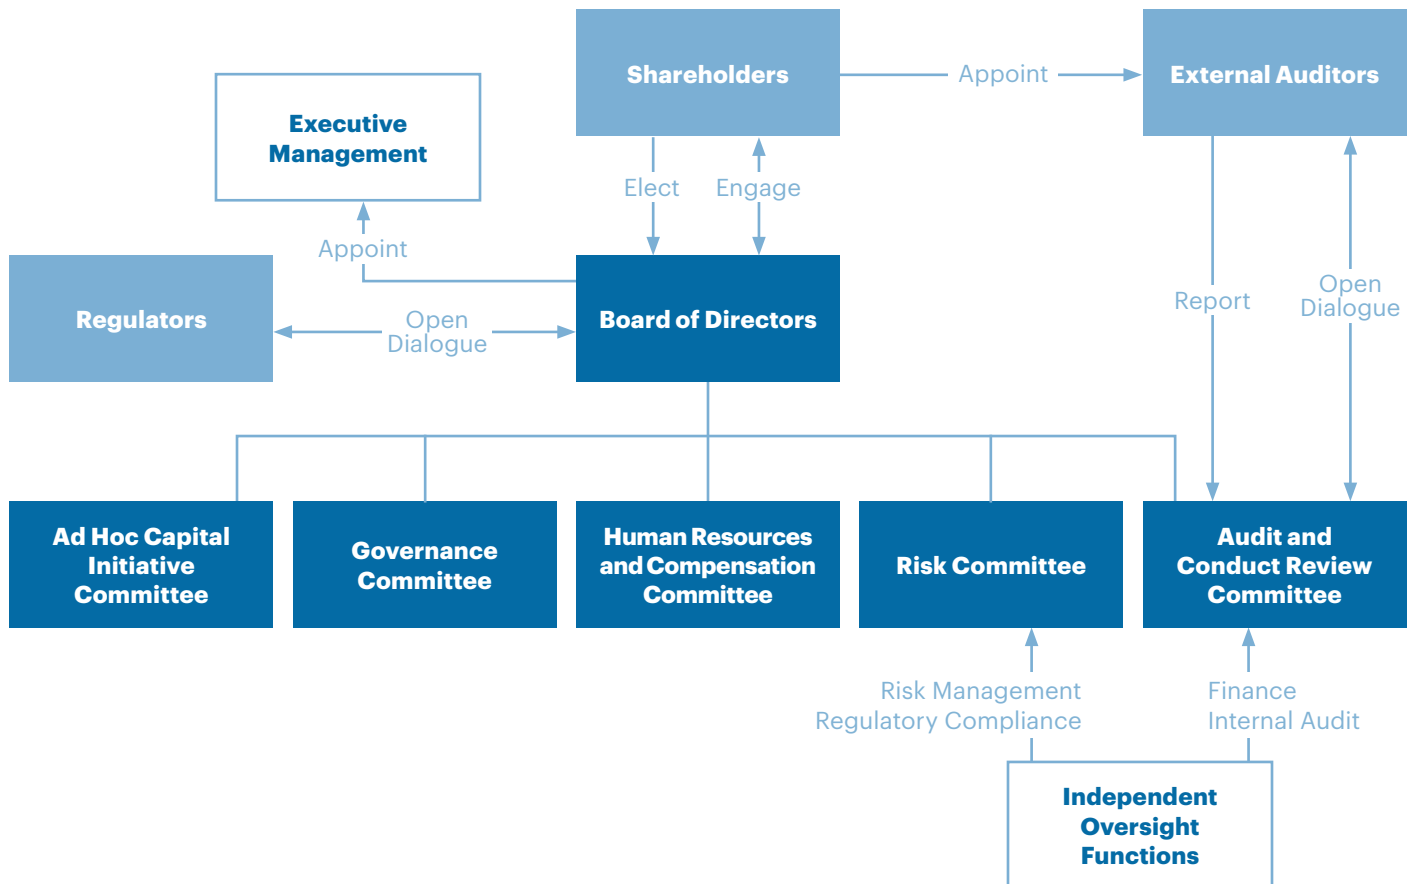 Shareholders
Appoint
External Auditors
Executive
Management
Elect
Engage
Appoint
Regulators
Open
Dialogue
Board of Directors
Report
Open
Dialogue
Ad Hoc Capital
Initiative
Committee
Governance
Committee
Human Resources
and Compensation
Committee
Risk Committee
Audit and
Conduct Review
Committee
Risk Management
Regulatory Compliance
Finance
Internal Audit
Independent
Oversight
Functions